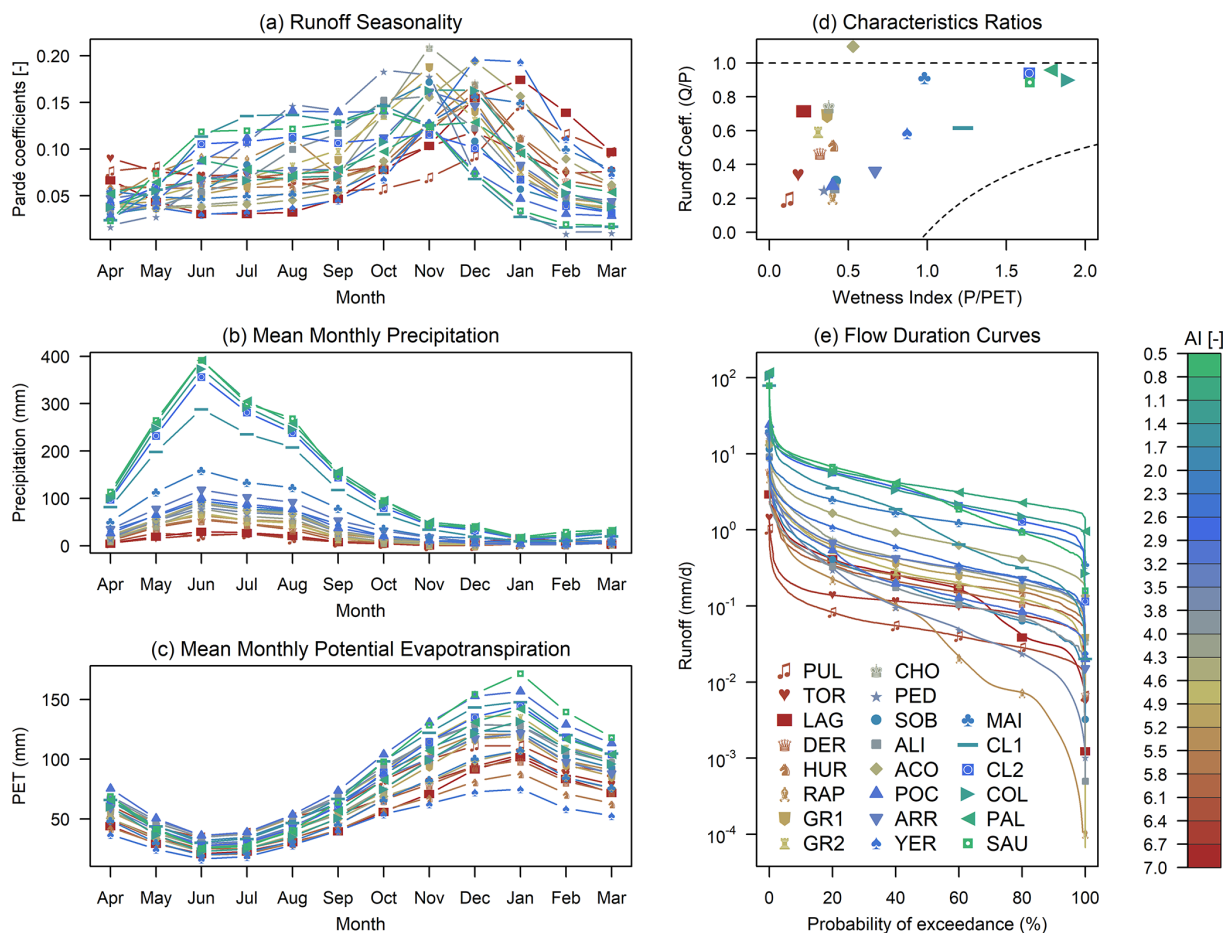 (a) Runoff Seasonality
Pardé coefficients [-]
0.20
0.15
0.10
0.05
Apr May Jun Jul Aug Sep Oct Nov Dec Jan Feb Mar
Month
(b) Mean Monthly Precipitation
Precipitation (mm)
400
300
200
100
0
Apr May Jun Jul Aug Sep Oct Nov Dec Jan Feb Mar
Month
(c) Mean Monthly Potential Evapotranspiration
PET (mm)
150
100
50
Apr May Jun Jul Aug Sep Oct Nov Dec Jan Feb Mar
Month
(d) Characteristics Ratios
Runoff Coeff. (Q/P)
1.0
0.8
0.6
0.4
0.2
0.0
0.0 0.5 1.0 1.5 2.0
Wetness Index (P/PET)
(e) Flow Duration Curves
Runoff (mm/d)
10²
10¹
10⁰
10⁻¹
10⁻²
10⁻³
10⁻⁴
PUL CHO
TOR PED
LAG SOB MAI
DER ALI CL1
HUR ACO CL2
RAP POC COL
GR1 ARR PAL
GR2 YER SAU
0 20 40 60 80 100
Probability of exceedance (%)
AI [-]
0.5
0.8
1.1
1.4
1.7
2.0
2.3
2.6
2.9
3.2
3.5
3.8
4.0
4.3
4.6
4.9
5.2
5.5
5.8
6.1
6.4
6.7
7.0